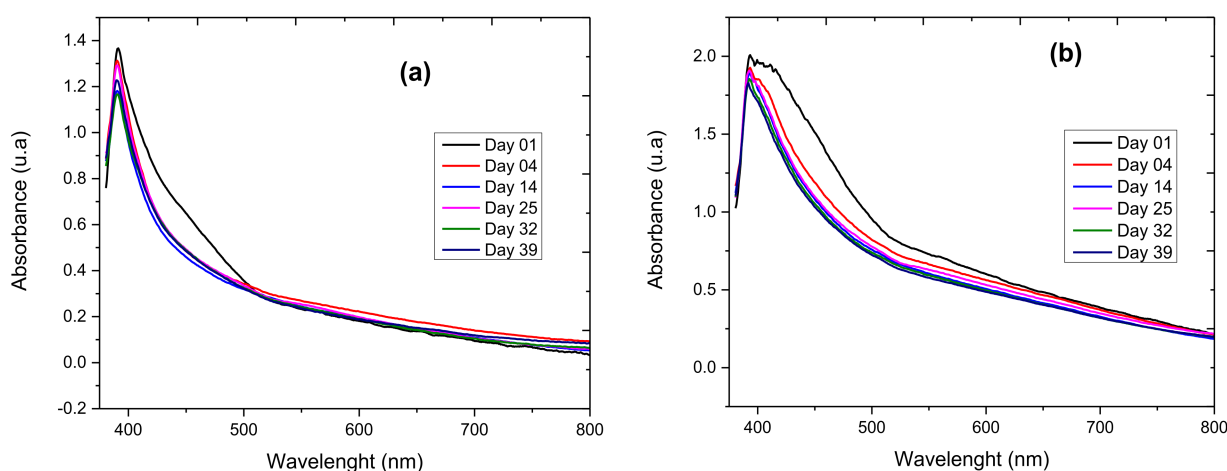 (a)
1.4
1.2
1.0
0.8
0.6
0.4
0.2
0.0
-0.2
Absorbance (u.a)
Day 01
Day 04
Day 14
Day 25
Day 32
Day 39
400 500 600 700 800
Wavelenght (nm)
(b)
2.0
1.5
1.0
0.5
0.0
Absorbance (u.a)
Day 01
Day 04
Day 14
Day 25
Day 32
Day 39
400 500 600 700 800
Wavelenght (nm)